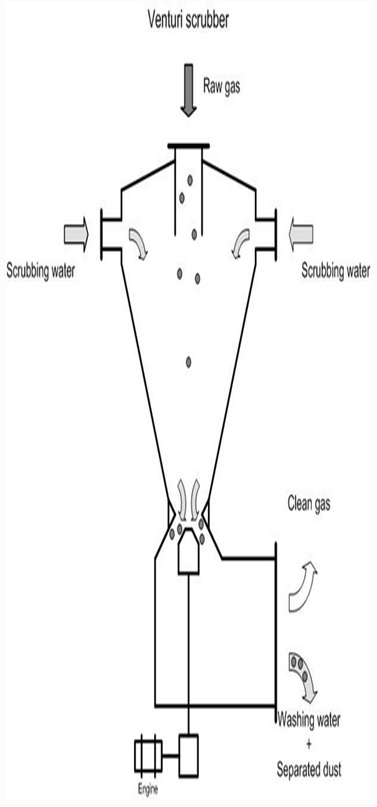 Venturi scrubber
Raw gas
Scrubbing water
Scrubbing water
Clean gas
Washing water
+
Separated dust
Engine